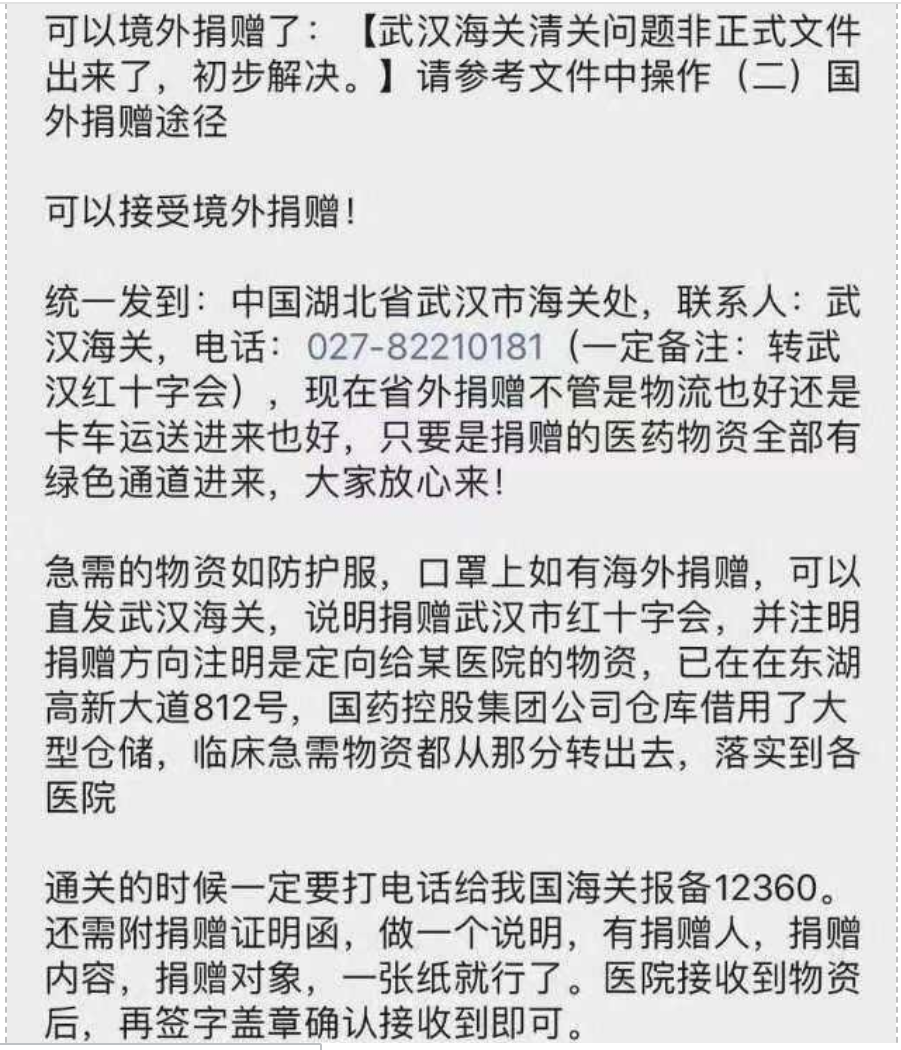 可以境外捐赠了：【武汉海关清关问题非正式文件
出来了，初步解决。】请参考文件中操作（二）国
外捐赠途径
可以接受境外捐赠！
统一发到：中国湖北省武汉市海关处，联系人：武
汉海关，电话：027-82210181（一定备注：转武
汉红十字会），现在省外捐赠不管是物流也好还是
卡车运送进来也好，只要是捐赠的医药物资全部有
绿色通道进来，大家放心来！
急需的物资如防护服，口罩上如有海外捐赠，可以
直发武汉海关，说明捐赠武汉市红十字会，并注明
捐赠方向注明是定向给某医院的物资，已在在东湖
高新大道812号，国药控股集团公司仓库借用了大
型仓储，临床急需物资都从那分转出去，落实到各
医院
通关的时候一定要打电话给我国海关报备12360。
还需附捐赠证明函，做一个说明，有捐赠人，捐赠
内容，捐赠对象，一张纸就行了。医院接收到物资
后，再签字盖章确认接收到即可。